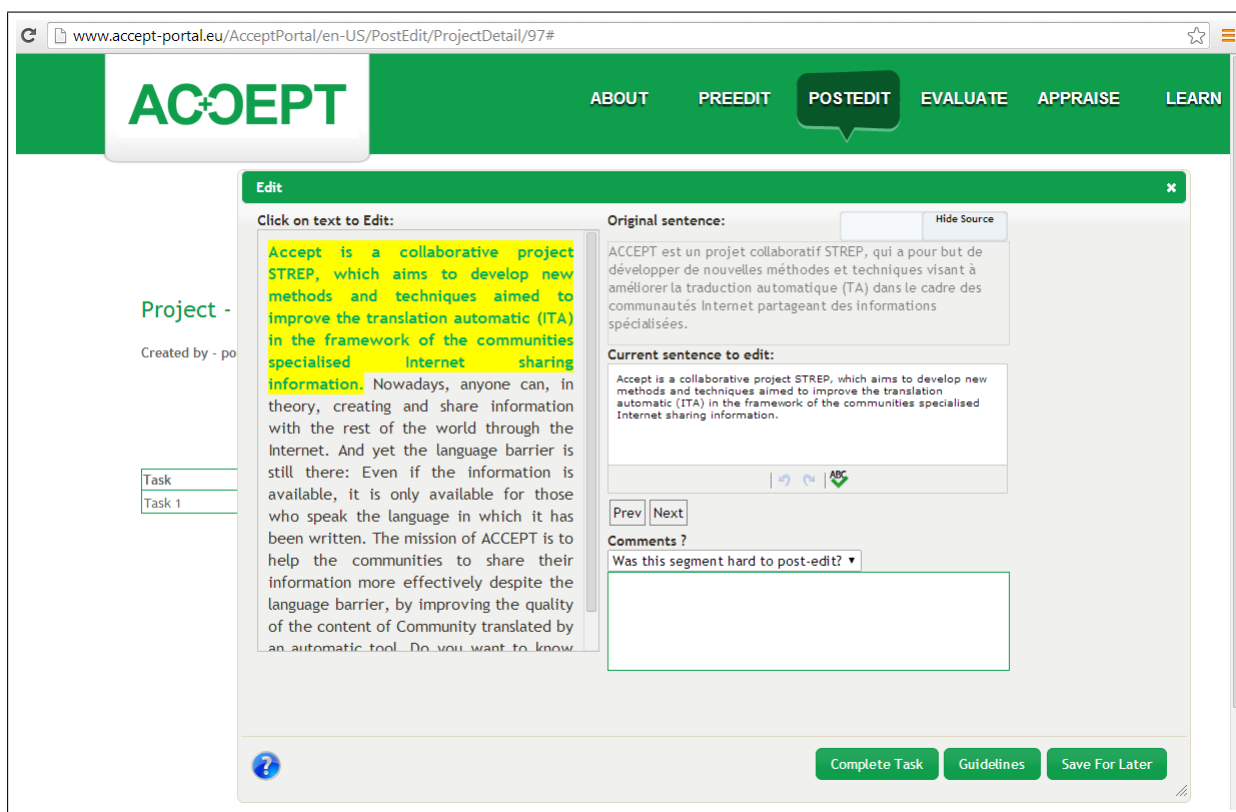 www.accept-portal.eu/AcceptPortal/en-US/PostEdit/ProjectDetail/97#
ACCEPT
ABOUT PREEDIT POSTEDIT EVALUATE APPRAISE LEARN
Edit
Click on text to Edit:
Accept is a collaborative project
STREP, which aims to develop new
methods and techniques aimed to
improve the translation automatic (ITA)
in the framework of the communities
specialised Internet sharing
information. Nowadays, anyone can, in
theory, creating and share information
with the rest of the world through the
Internet. And yet the language barrier is
still there: Even if the information is
available, it is only available for those
who speak the language in which it has
been written. The mission of ACCEPT is to
help the communities to share their
information more effectively despite the
language barrier, by improving the quality
of the content of Community translated by
an automatic tool. Do you want to know
Original sentence:
Hide Source
ACCEPT est un projet collaboratif STREP, qui a pour but de
développer de nouvelles méthodes et techniques visant à
améliorer la traduction automatique (TA) dans le cadre des
communautés Internet partageant des informations
spécialisées.
Current sentence to edit:
Accept is a collaborative project STREP, which aims to develop new
methods and techniques aimed to improve the translation
automatic (ITA) in the framework of the communities specialised
Internet sharing information.
ABC
Prev Next
Comments ?
Was this segment hard to post-edit?
Project -
Created by - po
Task
Task 1
?
Complete Task Guidelines Save For Later